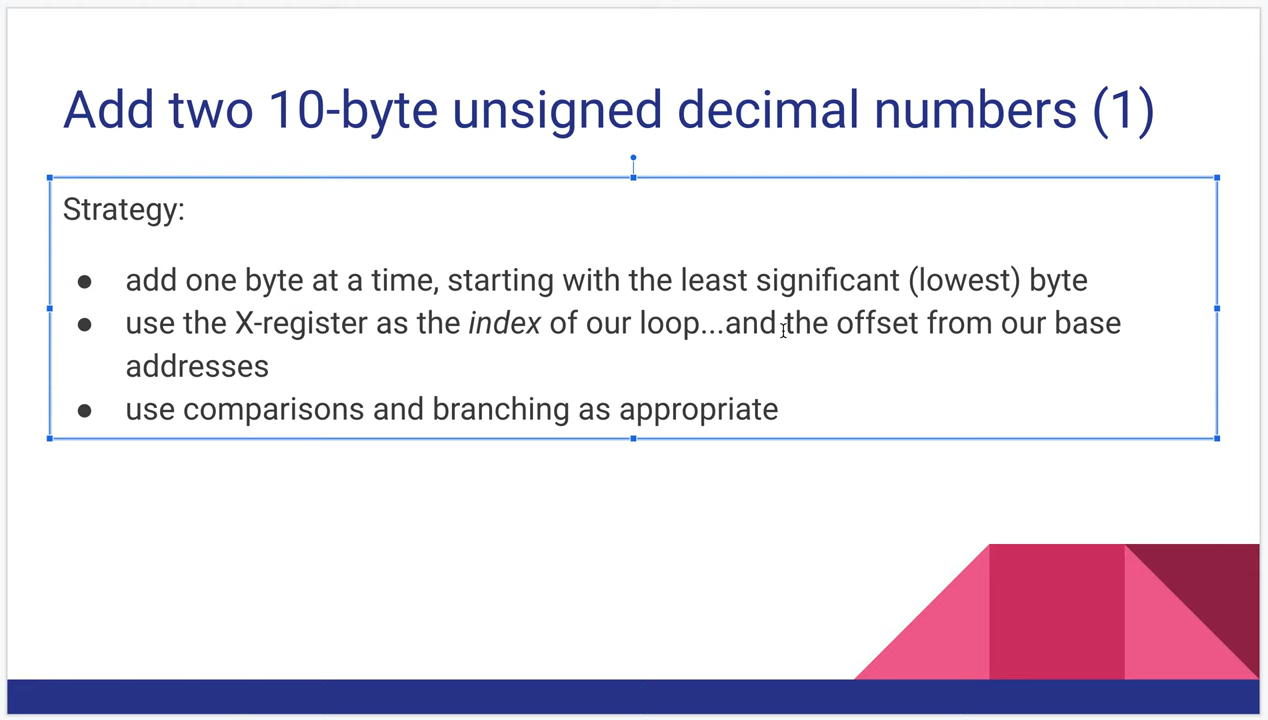 Add two 10-byte unsigned decimal numbers (1)
Strategy:
● add one byte at a time, starting with the least significant (lowest) byte
● use the X-register as the index of our loop...and the offset from our base
addresses
● use comparisons and branching as appropriate